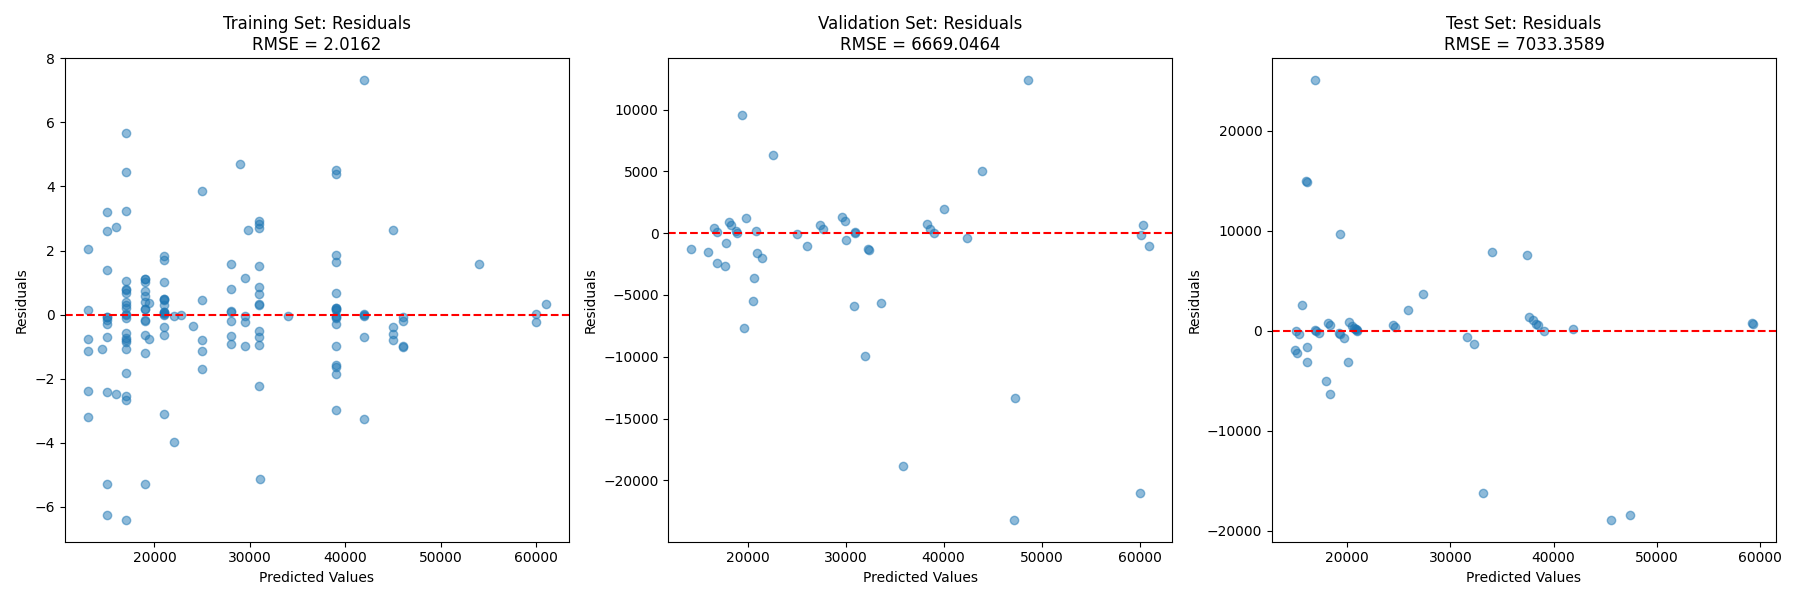 Training Set: Residuals
RMSE = 2.0162
8
6
4
2
0
−2
−4
−6
Residuals
20000 30000 40000 50000 60000
Predicted Values
Validation Set: Residuals
RMSE = 6669.0464
10000
5000
0
−5000
−10000
−15000
−20000
Residuals
20000 30000 40000 50000 60000
Predicted Values
Test Set: Residuals
RMSE = 7033.3589
20000
10000
0
−10000
−20000
Residuals
20000 30000 40000 50000 60000
Predicted Values